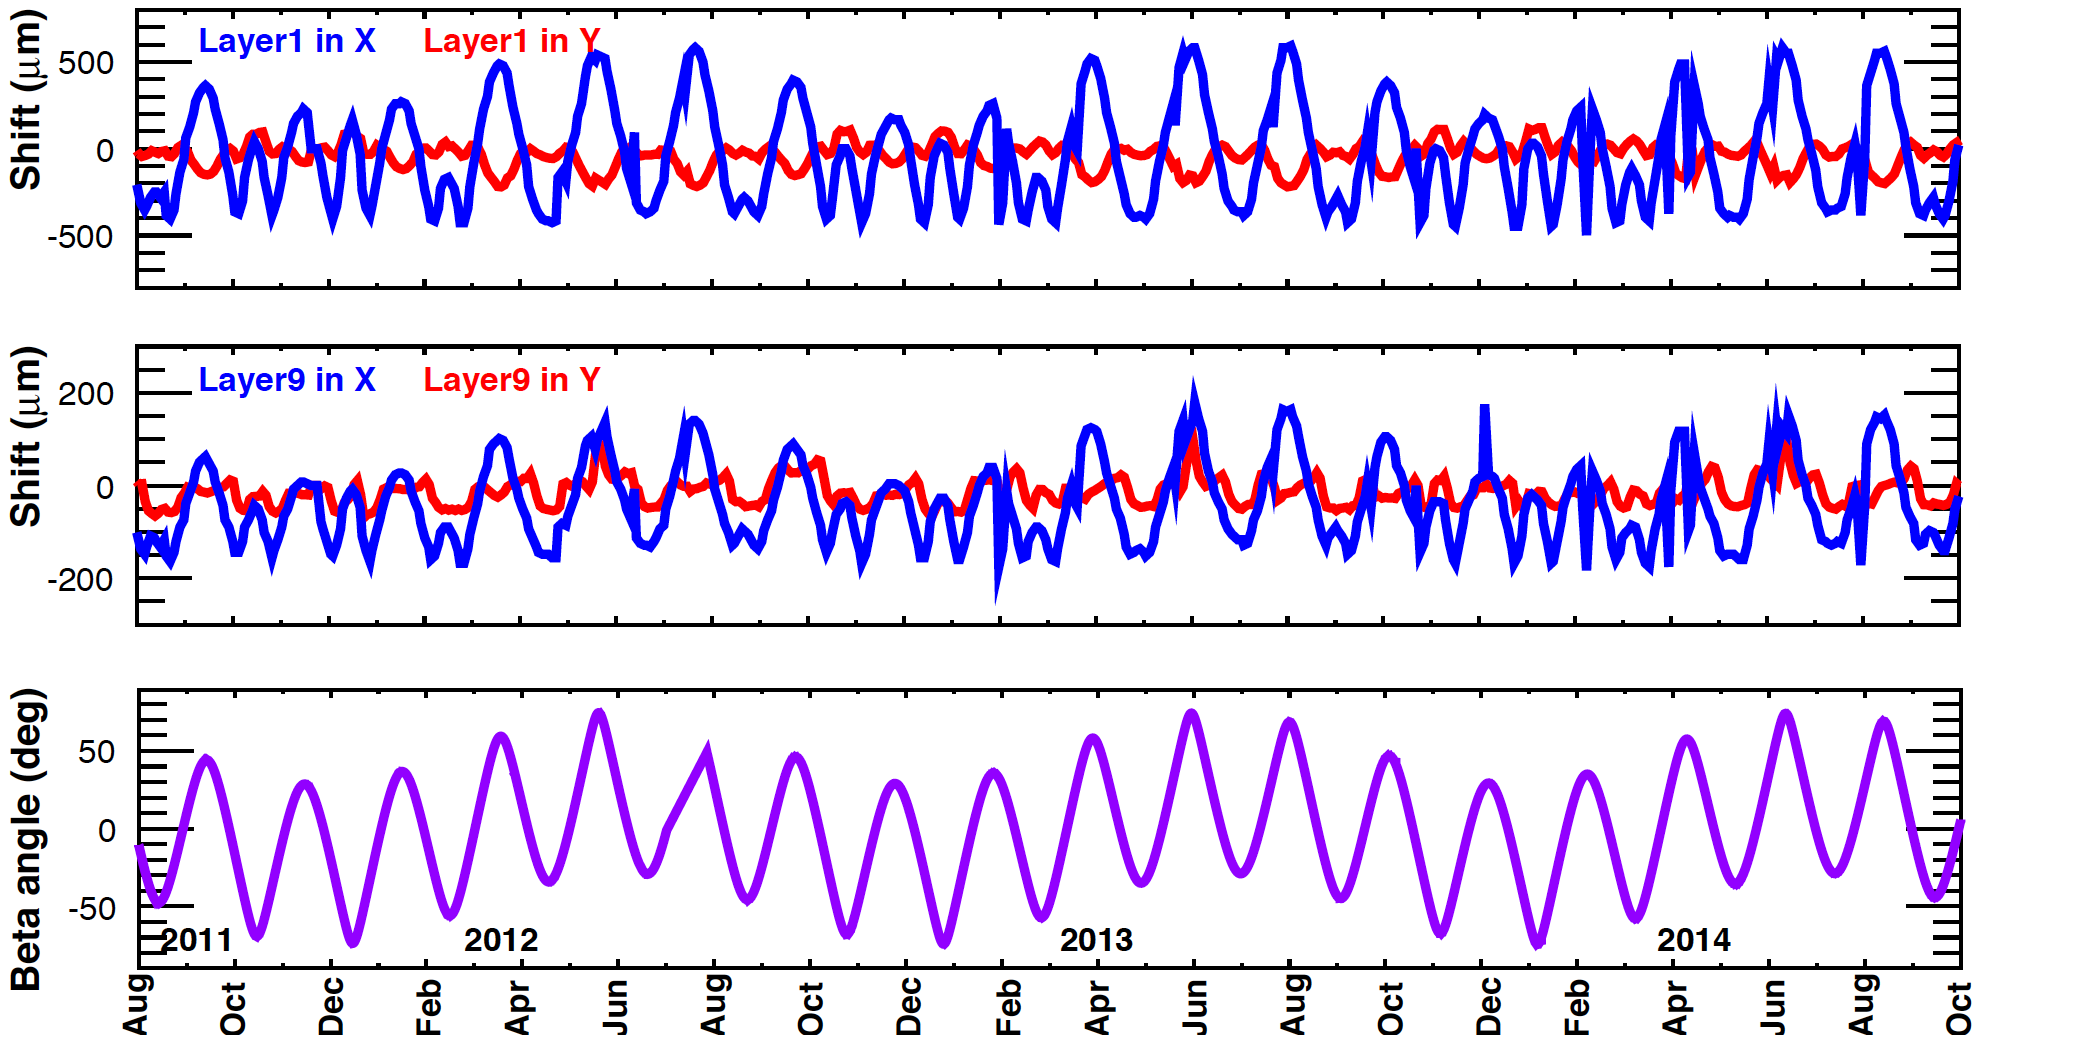 Shift (μm)
Layer1 in X Layer1 in Y
500
0
-500
Shift (μm)
Layer9 in X Layer9 in Y
200
0
-200
Beta angle (deg)
50
0
-50
2011 2012 2013 2014
Aug Oct Dec Feb Apr Jun Aug Oct Dec Feb Apr Jun Aug Oct Dec Feb Apr Jun Aug Oct